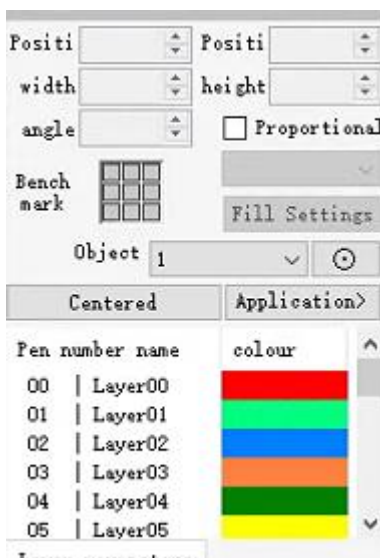 Positi Positi
width height
angle Proportional
Bench
mark
Fill Settings
Object 1
Centered Application>
Pen number name colour
00 | Layer00
01 | Layer01
02 | Layer02
03 | Layer03
04 | Layer04
05 | Layer05